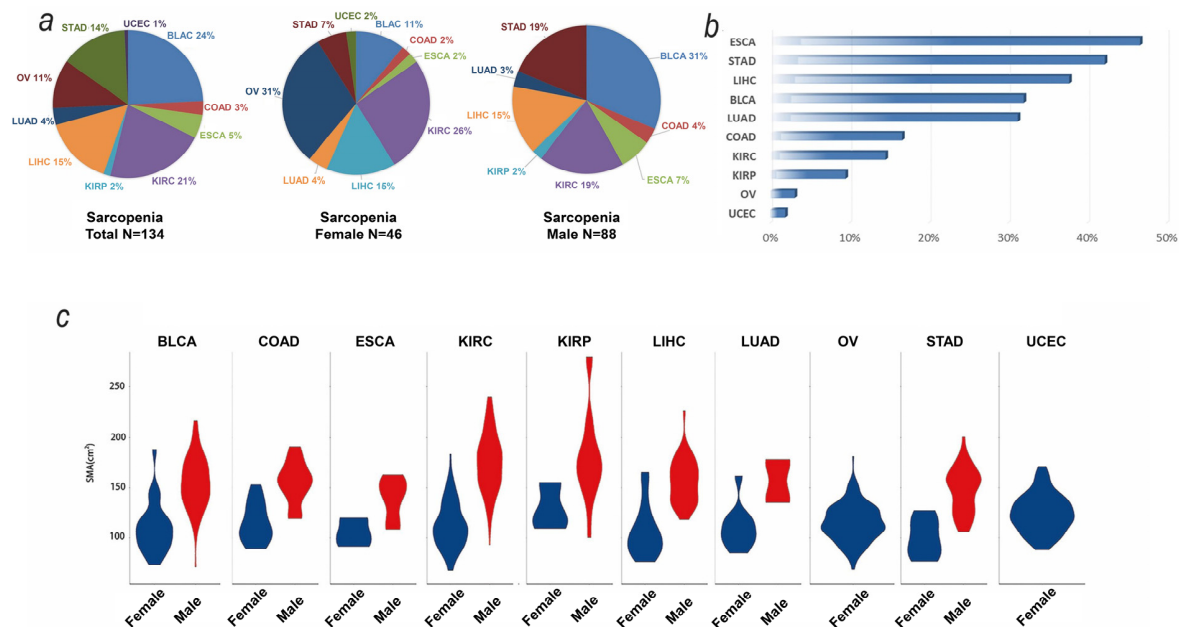 a
STAD 14%
UCEC 1%
BLAC 24%
OV 11%
COAD 3%
LUAD 4%
ESCA 5%
LIHC 15%
KIRP 2%
KIRC 21%
Sarcopenia
Total N=134
UCEC 2%
STAD 7%
BLAC 11%
COAD 2%
ESCA 2%
OV 31%
KIRC 26%
LUAD 4%
LIHC 15%
Sarcopenia
Female N=46
STAD 19%
BLCA 31%
LUAD 3%
LIHC 15%
COAD 4%
KIRP 2%
ESCA 7%
KIRC 19%
Sarcopenia
Male N=88
b
ESCA
STAD
LIHC
BLCA
LUAD
COAD
KIRC
KIRP
OV
UCEC
0% 10% 20% 30% 40% 50%
c
BLCA COAD ESCA KIRC KIRP LIHC LUAD OV STAD UCEC
SMA(cm²)
250
200
150
100
Female Male Female Male Female Male Female Male Female Male Female Male Female Male Female Female Male Female